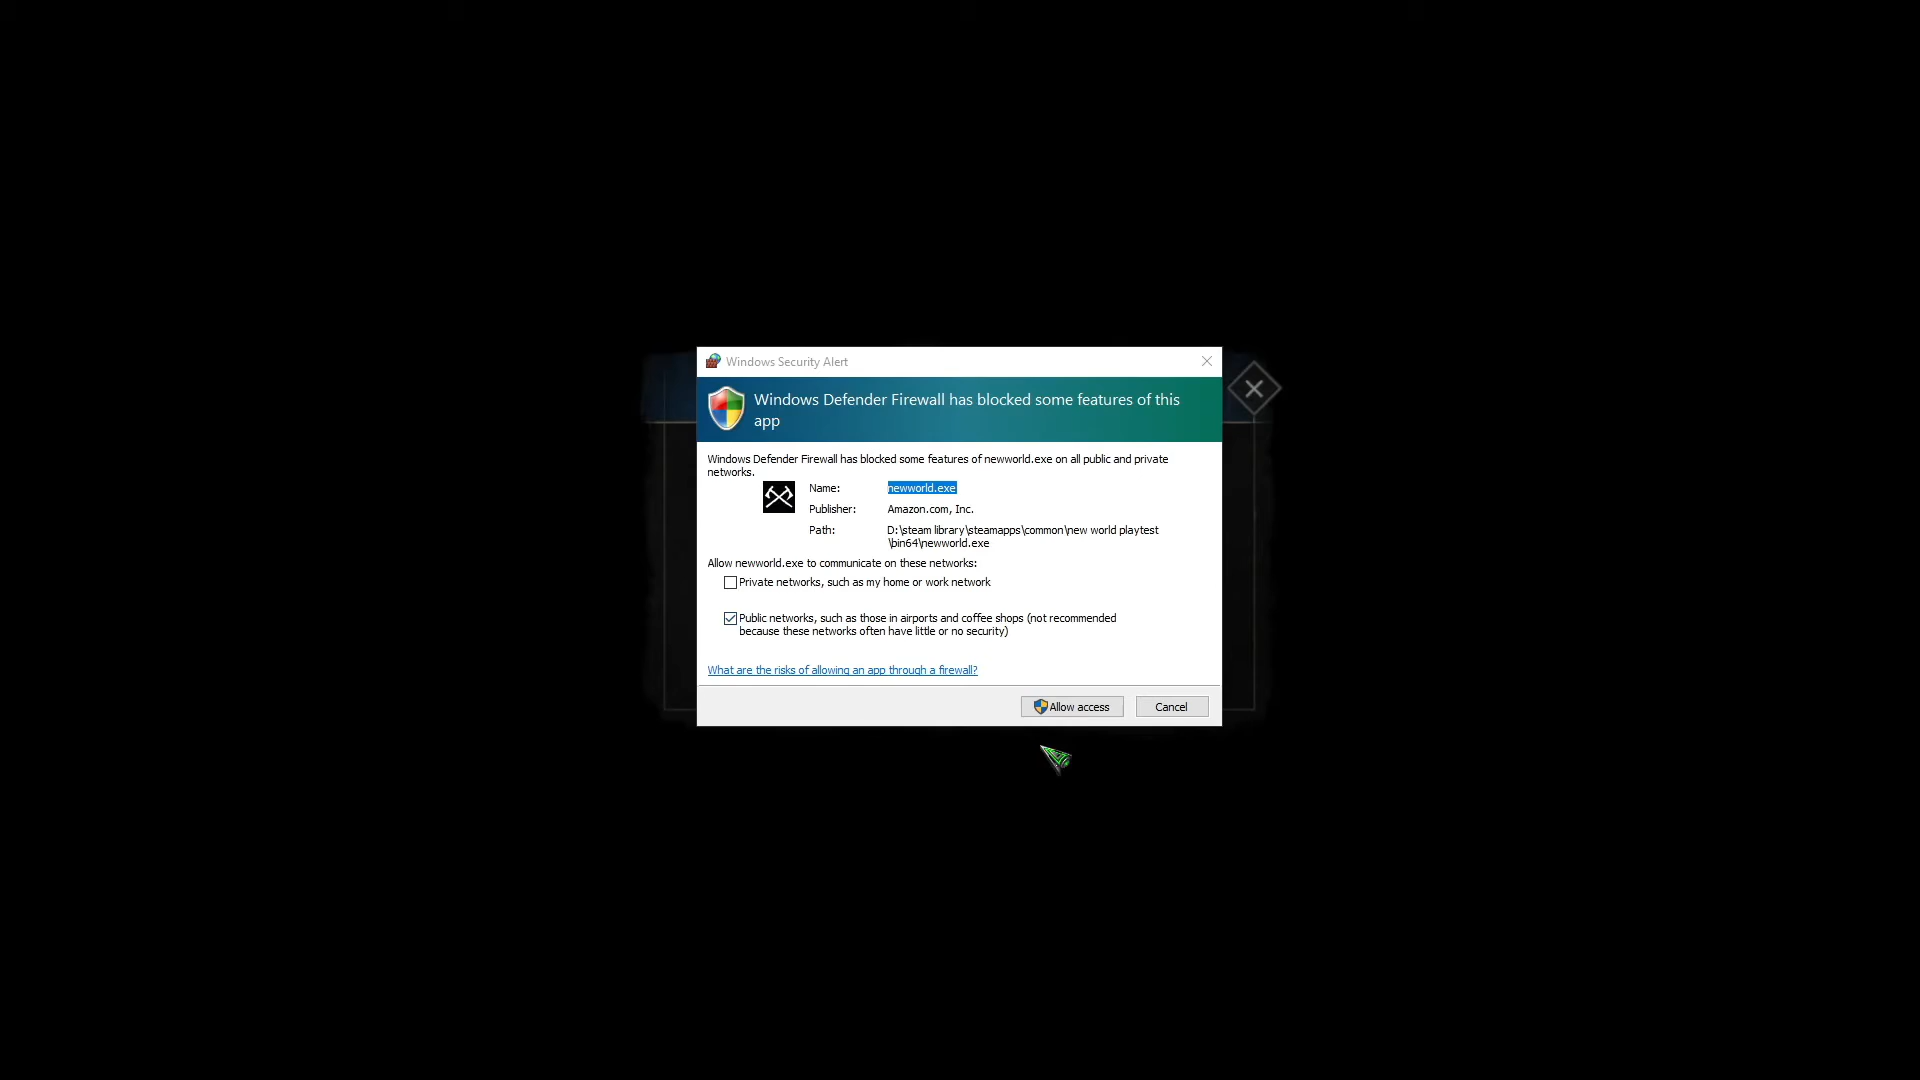 Windows Security Alert
Windows Defender Firewall has blocked some features of this
app
Windows Defender Firewall has blocked some features of newworld.exe on all public and private
networks.
Name: newworld.exe
Publisher: Amazon.com, Inc.
Path: D:\steam library\steamapps\common\new world playtest
\bin64\newworld.exe
Allow newworld.exe to communicate on these networks:
Private networks, such as my home or work network
Public networks, such as those in airports and coffee shops (not recommended
because these networks often have little or no security)
What are the risks of allowing an app through a firewall?
Allow access Cancel